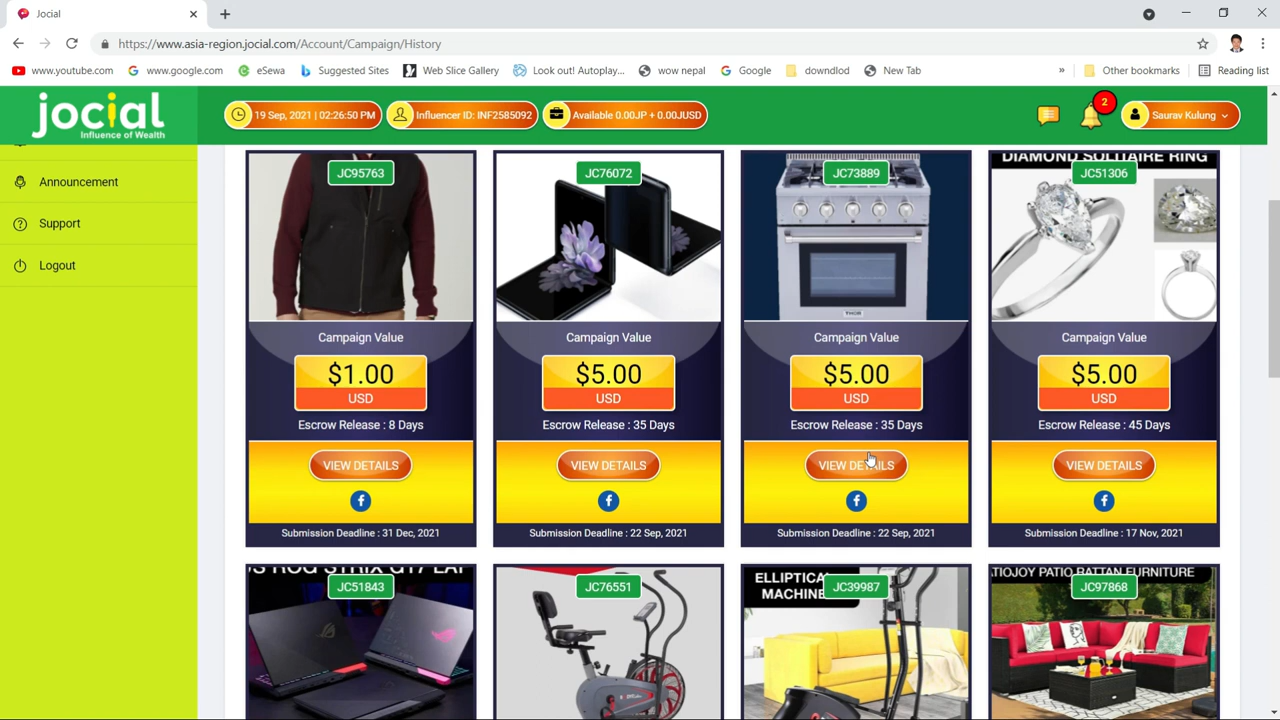 Jocial
https://www.asia-region.jocial.com/Account/Campaign/History
www.youtube.com
www.google.com
eSewa
Suggested Sites
Web Slice Gallery
Look out! Autoplay...
wow nepal
Google
downdlod
New Tab
»
Other bookmarks
Reading list
jocial
Influence of Wealth
19 Sep, 2021 | 02:26:50 PM
Influencer ID: INF2585092
Available 0.00JP + 0.00JUSD
2
Saurav Kulung
Announcement
Support
Logout
JC95763
Campaign Value
$1.00
USD
Escrow Release : 8 Days
VIEW DETAILS
Submission Deadline : 31 Dec, 2021
JC76072
Campaign Value
$5.00
USD
Escrow Release : 35 Days
VIEW DETAILS
Submission Deadline : 22 Sep, 2021
JC73889
THOR
Campaign Value
$5.00
USD
Escrow Release : 35 Days
VIEW DETAILS
Submission Deadline : 22 Sep, 2021
DIAMOND SOLITAIRE RING
JC51306
Campaign Value
$5.00
USD
Escrow Release : 45 Days
VIEW DETAILS
Submission Deadline : 17 Nov, 2021
ROG STRIX G17
JC51843
JC76551
ELLIPTICAL
MACHINE
JC39987
PATIO RATTAN FURNITURE
JC97868